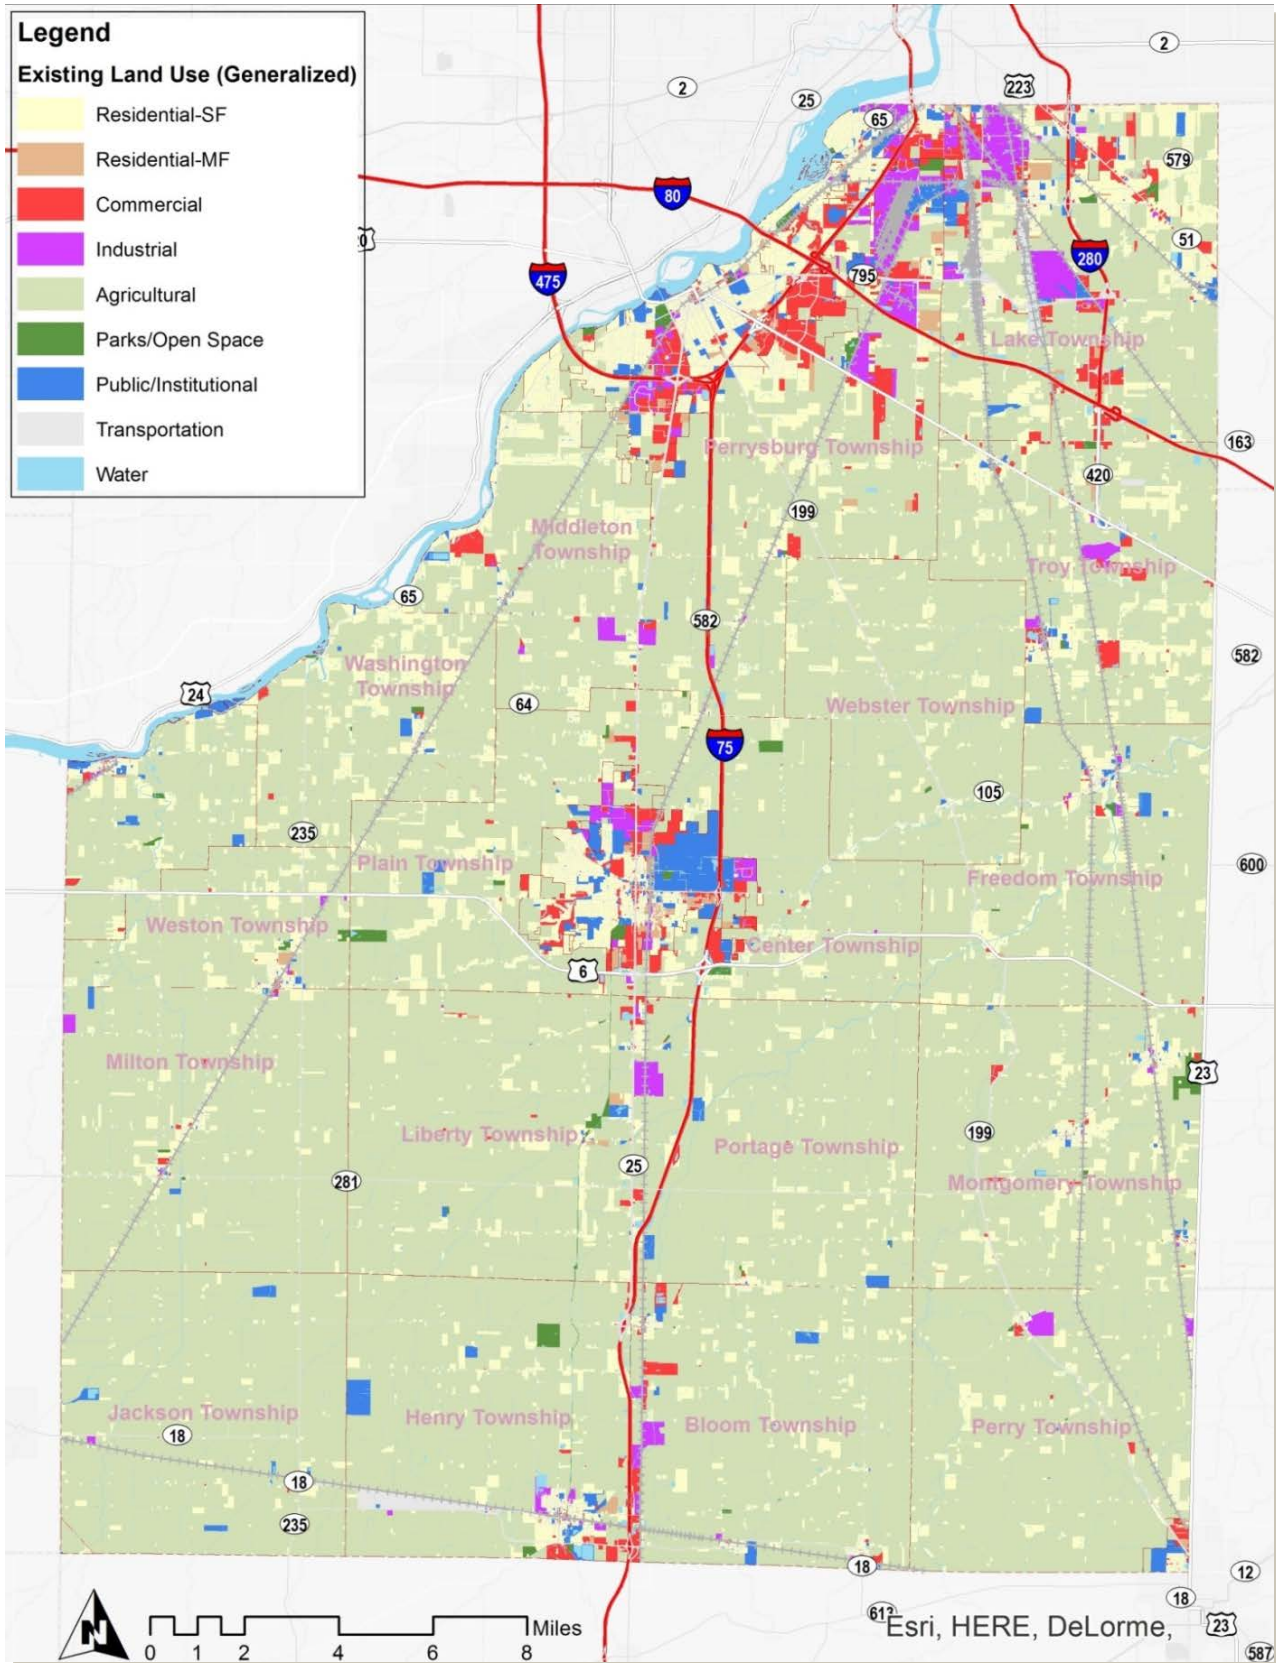 Legend
Existing Land Use (Generalized)
Residential-SF
Residential-MF
Commercial
Industrial
Agricultural
Parks/Open Space
Public/Institutional
Transportation
Water
2
223
2
25
65
579
80
51
475
795
280
Lake Township
163
Perrysburg Township
420
199
Middleton
Township
Troy Township
65
582
582
Washington
Township
24
64
Webster Township
75
105
235
Plain Township
600
Freedom Township
Weston Township
Center Township
6
Milton Township
23
199
Liberty Township
Portage Township
25
281
Montgomery Township
Jackson Township
Henry Township
Bloom Township
Perry Township
18
18
235
18
12
18
613
Esri, HERE, DeLorme,
23
587
N
Miles
0 1 2 4 6 8